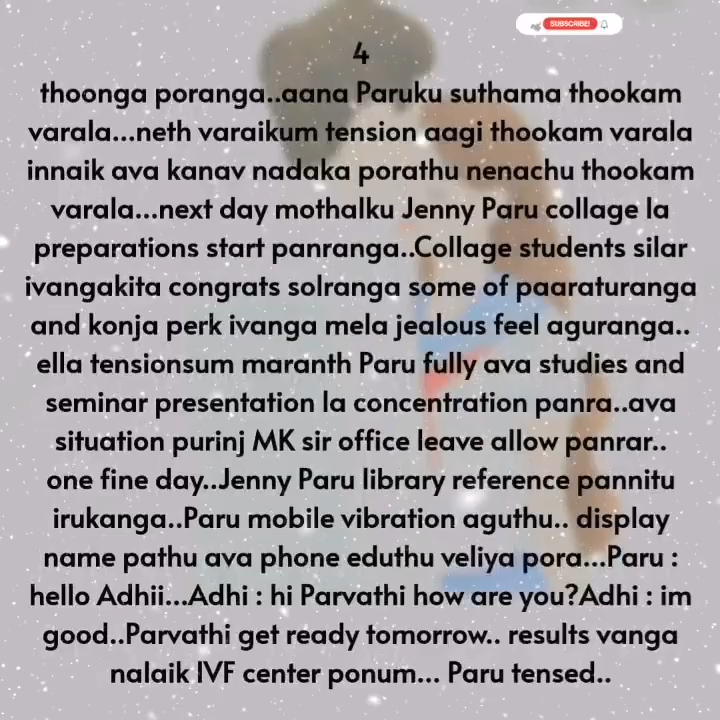 SUBSCRIBE!
4
thoonga poranga..aana Paruku suthama thookam
varala...neth varaikum tension aagi thookam varala
innaik ava kanav nadaka porathu nenachu thookam
varala...next day mothalku Jenny Paru collage la
preparations start panranga..Collage students silar
ivangakita congrats solranga some of paaraturanga
and konja perk ivanga mela jealous feel aguranga..
ella tensionsum maranth Paru fully ava studies and
seminar presentation la concentration panra..ava
situation purinj MK sir office leave allow panrar..
one fine day..Jenny Paru library reference pannitu
irukanga..Paru mobile vibration aguthu.. display
name pathu ava phone eduthu veliya pora...Paru :
hello Adhii...Adhi : hi Parvathi how are you?Adhi : im
good..Parvathi get ready tomorrow.. results vanga
nalaik IVF center ponum... Paru tensed..